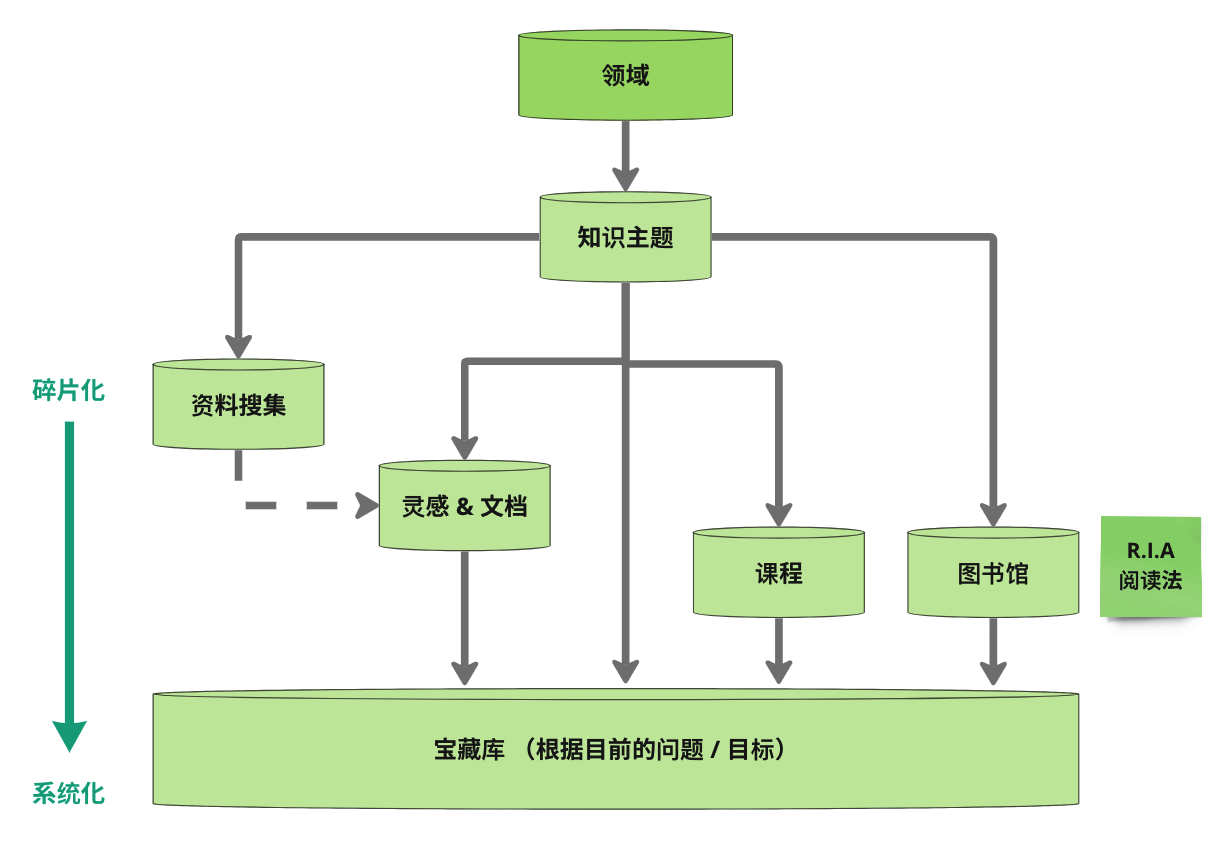 领域
知识主题
碎片化
资料搜集
灵感 & 文档
课程
图书馆
R.I.A
阅读法
宝藏库 （根据目前的问题 / 目标）
系统化